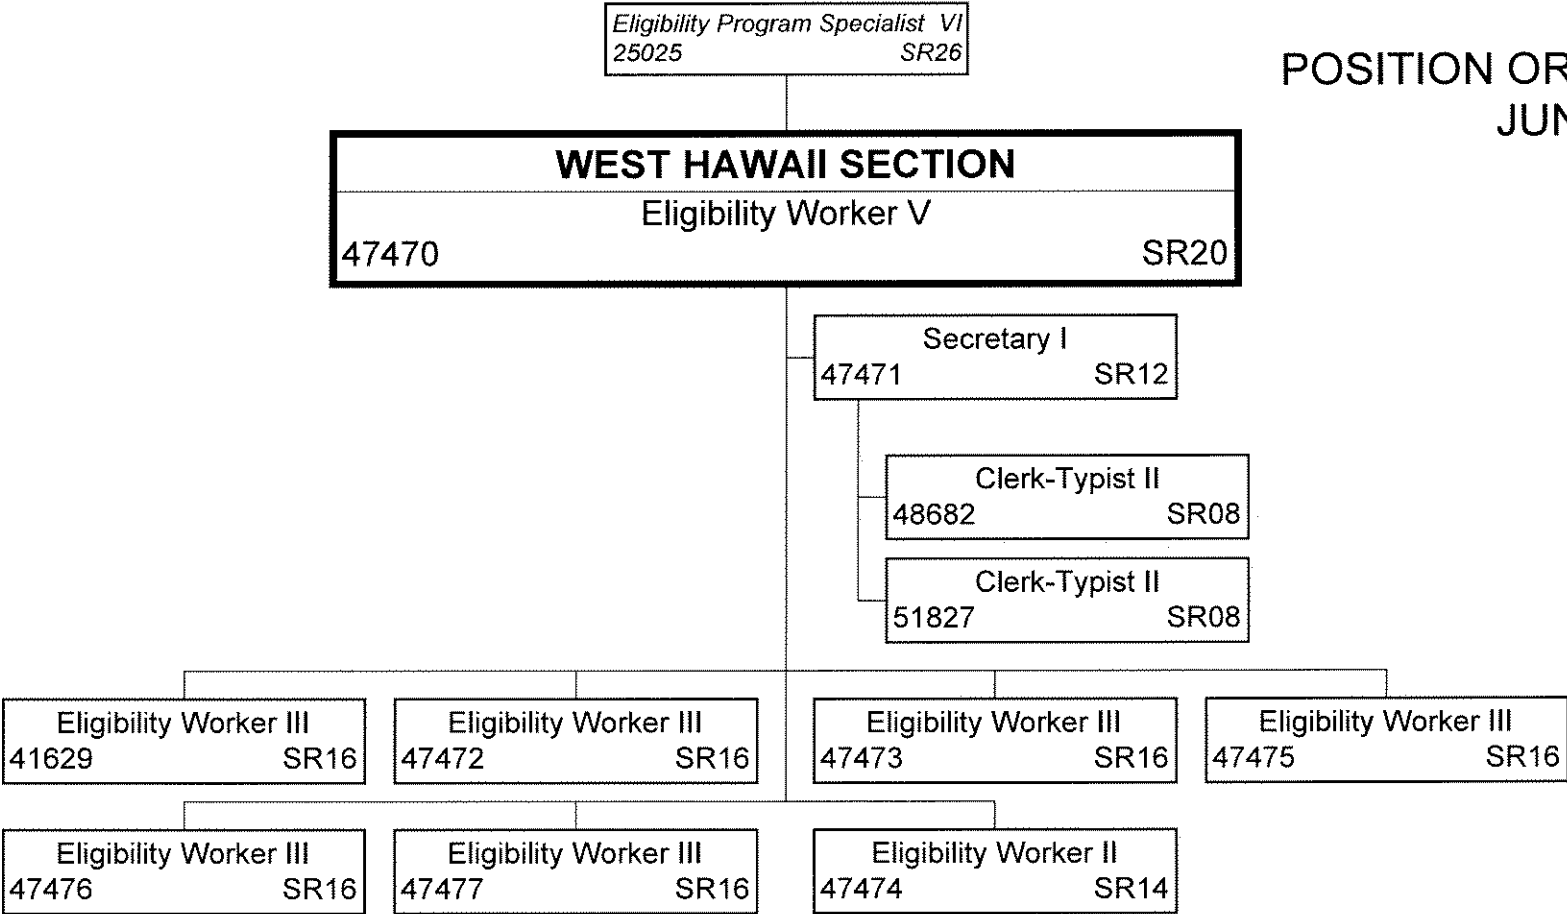 Eligibility Program Specialist VI
25025 SR26
POSITION OR
JUN
WEST HAWAII SECTION
Eligibility Worker V
47470 SR20
Secretary I
47471 SR12
Clerk-Typist II
48682 SR08
Clerk-Typist II
51827 SR08
Eligibility Worker III
41629 SR16
Eligibility Worker III
47472 SR16
Eligibility Worker III
47473 SR16
Eligibility Worker III
47475 SR16
Eligibility Worker III
47476 SR16
Eligibility Worker III
47477 SR16
Eligibility Worker II
47474 SR14